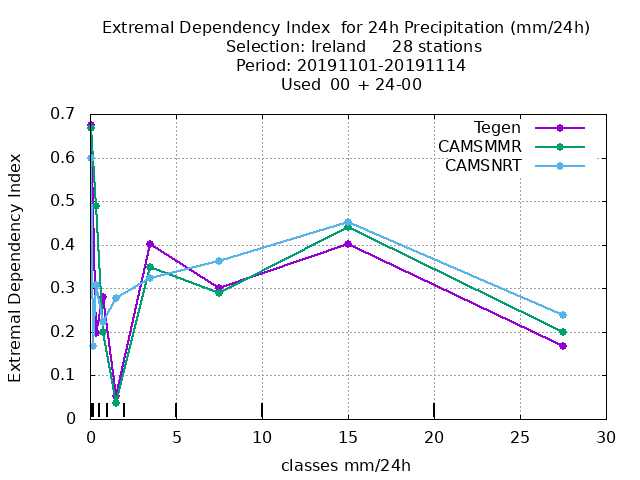 Extremal Dependency Index  for 24h Precipitation (mm/24h)
Selection: Ireland     28 stations
Period: 20191101-20191114
Used  00 + 24-00
Tegen
CAMSMMR
CAMSNRT
Extremal Dependency Index
0.7
0.6
0.5
0.4
0.3
0.2
0.1
0
0 5 10 15 20 25 30
classes mm/24h